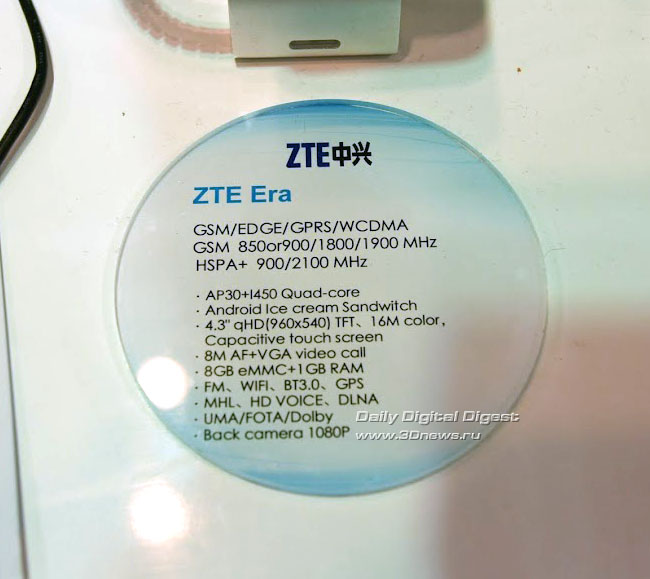 ZTE中兴
ZTE Era
GSM/EDGE/GPRS/WCDMA
GSM 850or900/1800/1900 MHz
HSPA+ 900/2100 MHz
· AP30+I450 Quad-core
· Android Ice cream Sandwitch
· 4.3" qHD(960x540) TFT、16M color,
Capacitive touch screen
· 8M AF+VGA video call
· 8GB eMMC+1GB RAM
· FM、WIFI、BT3.0、GPS
· MHL、HD VOICE、DLNA
· UMA/FOTA/Dolby
· Back camera 1080P
Daily Digital Digest
www.3Dnews.ru